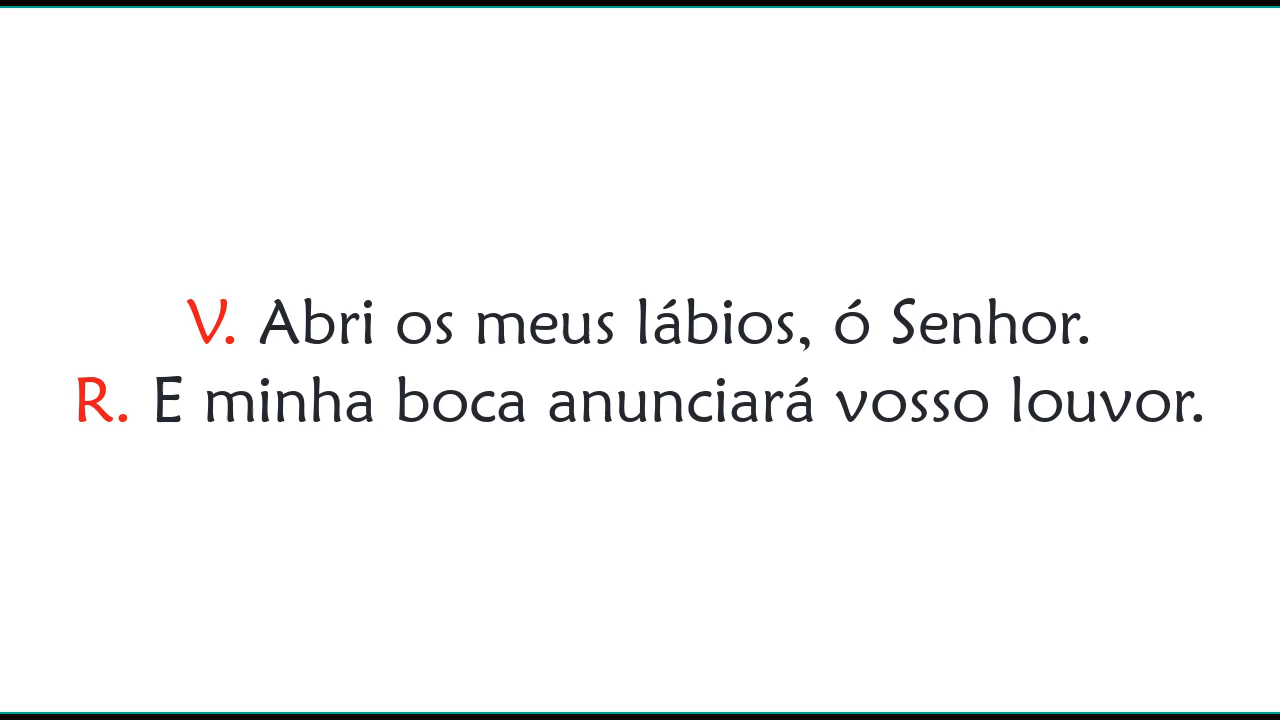 V. Abri os meus lábios, ó Senhor.
R. E minha boca anunciará vosso louvor.